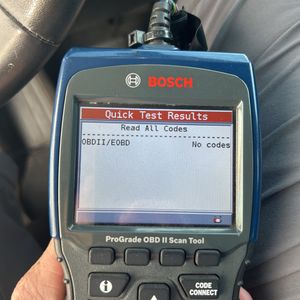 BOSCH
Quick Test Results
Read All Codes
OBDII/EOBD No codes
ProGrade OBD II Scan Tool
CODE
CONNECT